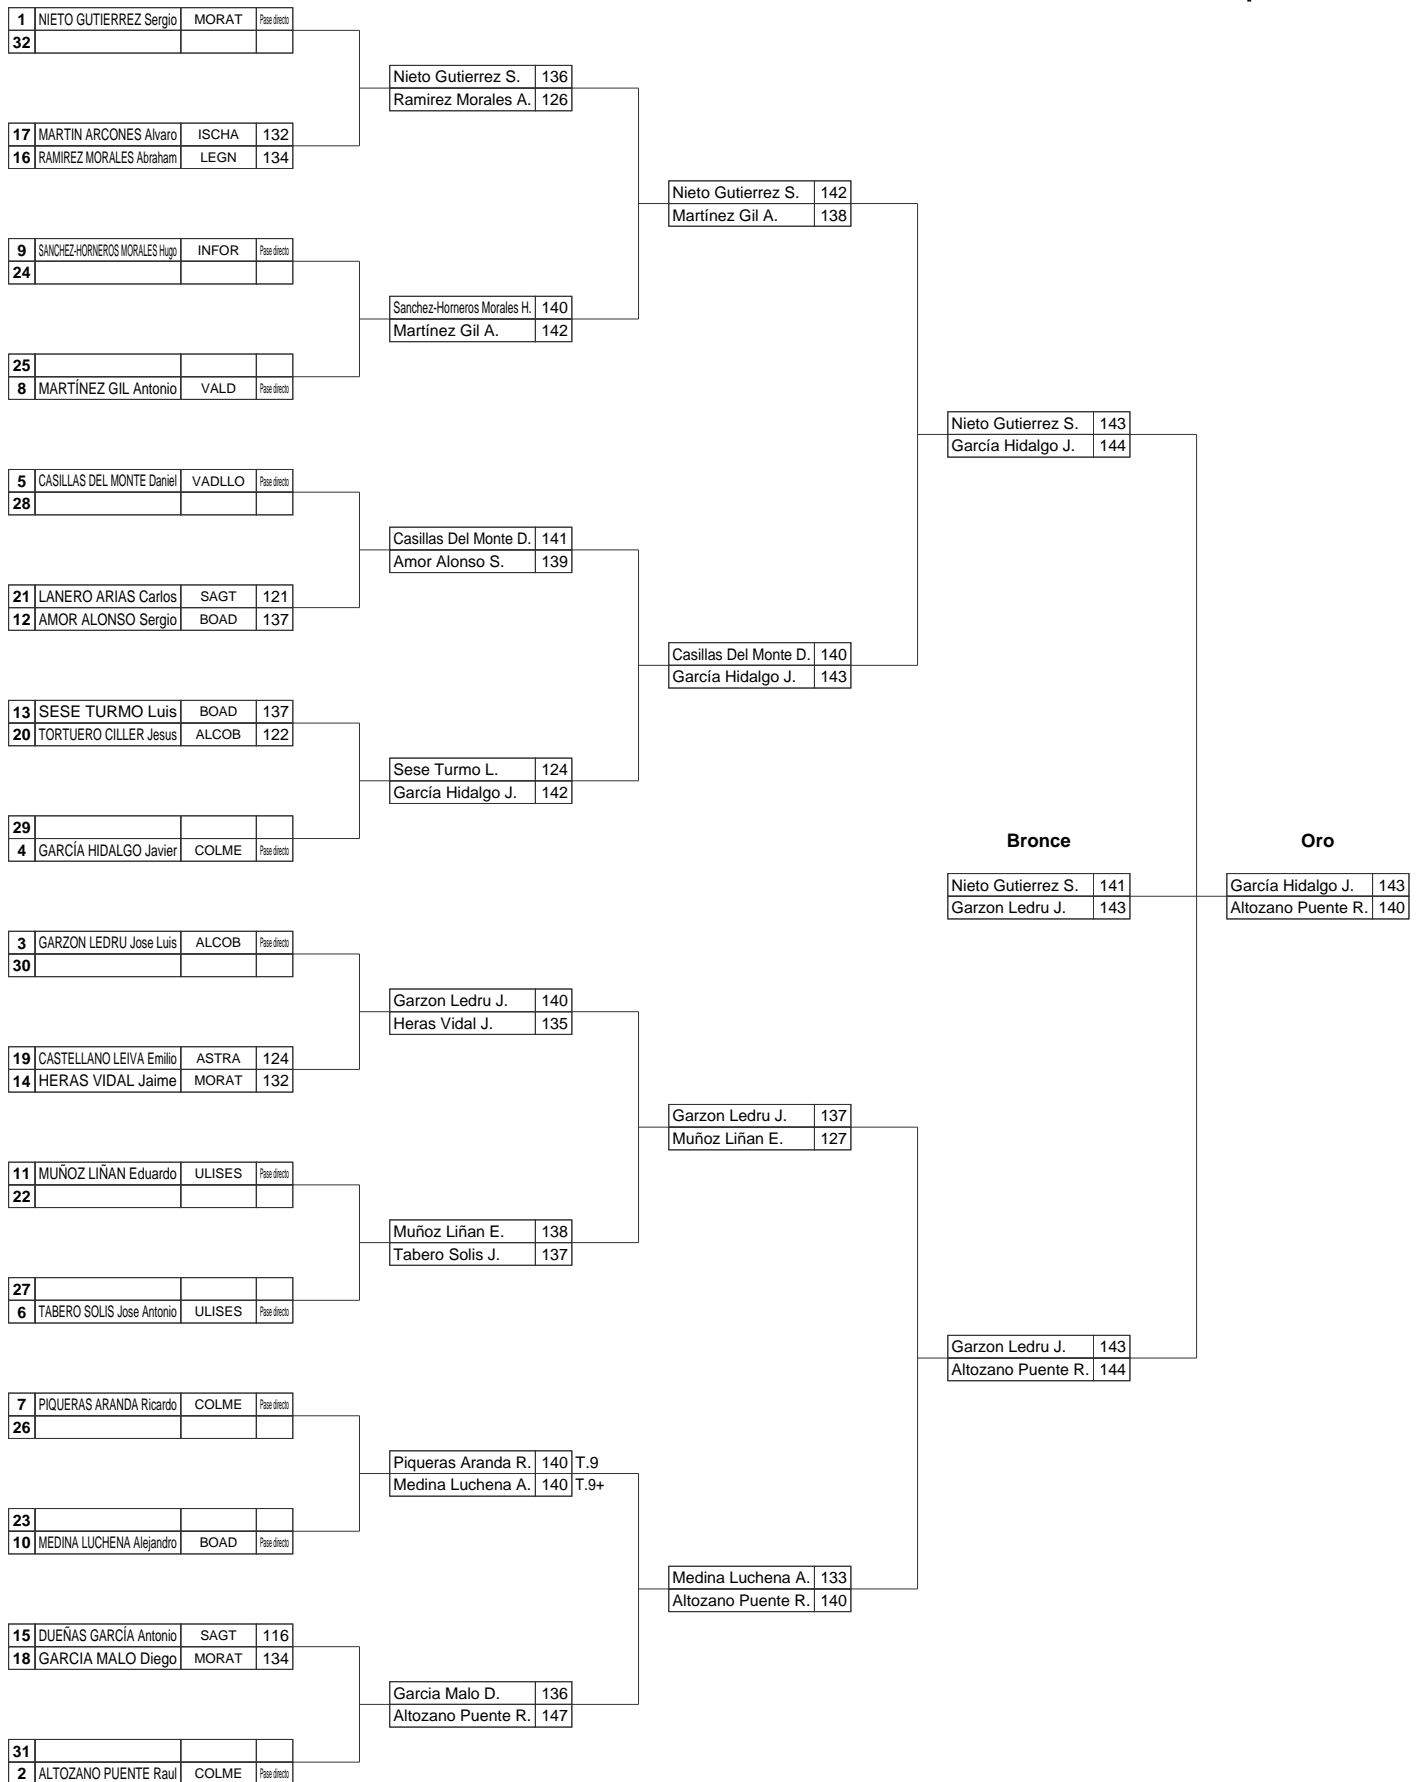 1 NIETO GUTIERREZ Sergio MORAT Pase directo
32
Nieto Gutierrez S. 136
Ramirez Morales A. 126
17 MARTIN ARCONES Alvaro ISCHA 132
16 RAMIREZ MORALES Abraham LEGN 134
Nieto Gutierrez S. 142
Martínez Gil A. 138
9 SANCHEZ-HORNEROS MORALES Hugo INFOR Pase directo
24
Sanchez-Horneros Morales H. 140
Martínez Gil A. 142
25
8 MARTÍNEZ GIL Antonio VALD Pase directo
Nieto Gutierrez S. 143
García Hidalgo J. 144
5 CASILLAS DEL MONTE Daniel VADLLO Pase directo
28
Casillas Del Monte D. 141
Amor Alonso S. 139
21 LANERO ARIAS Carlos SAGT 121
12 AMOR ALONSO Sergio BOAD 137
Casillas Del Monte D. 140
García Hidalgo J. 143
13 SESE TURMO Luis BOAD 137
20 TORTUERO CILLER Jesus ALCOB 122
Sese Turmo L. 124
García Hidalgo J. 142
29
4 GARCÍA HIDALGO Javier COLME Pase directo
Bronce Oro
Nieto Gutierrez S. 141 García Hidalgo J. 143
Garzon Ledru J. 143 Altozano Puente R. 140
3 GARZON LEDRU Jose Luis ALCOB Pase directo
30
Garzon Ledru J. 140
Heras Vidal J. 135
19 CASTELLANO LEIVA Emilio ASTRA 124
14 HERAS VIDAL Jaime MORAT 132
Garzon Ledru J. 137
Muñoz Liñan E. 127
11 MUÑOZ LIÑAN Eduardo ULISES Pase directo
22
Muñoz Liñan E. 138
Tabero Solis J. 137
27
6 TABERO SOLIS Jose Antonio ULISES Pase directo
Garzon Ledru J. 143
Altozano Puente R. 144
7 PIQUERAS ARANDA Ricardo COLME Pase directo
26
Piqueras Aranda R. 140 T.9
Medina Luchena A. 140 T.9+
23
10 MEDINA LUCHENA Alejandro BOAD Pase directo
Medina Luchena A. 133
Altozano Puente R. 140
15 DUEÑAS GARCÍA Antonio SAGT 116
18 GARCIA MALO Diego MORAT 134
Garcia Malo D. 136
Altozano Puente R. 147
31
2 ALTOZANO PUENTE Raul COLME Pase directo